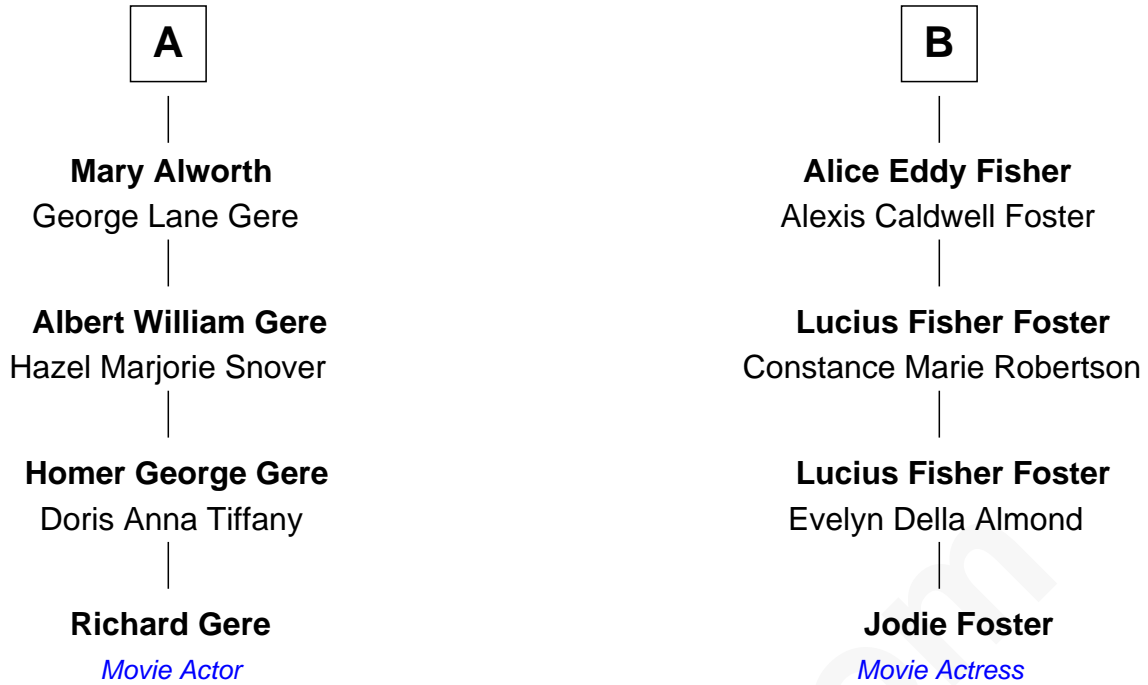 A
Mary Alworth
George Lane Gere
Albert William Gere
Hazel Marjorie Snover
Homer George Gere
Doris Anna Tiffany
Richard Gere
Movie Actor
B
Alice Eddy Fisher
Alexis Caldwell Foster
Lucius Fisher Foster
Constance Marie Robertson
Lucius Fisher Foster
Evelyn Della Almond
Jodie Foster
Movie Actress